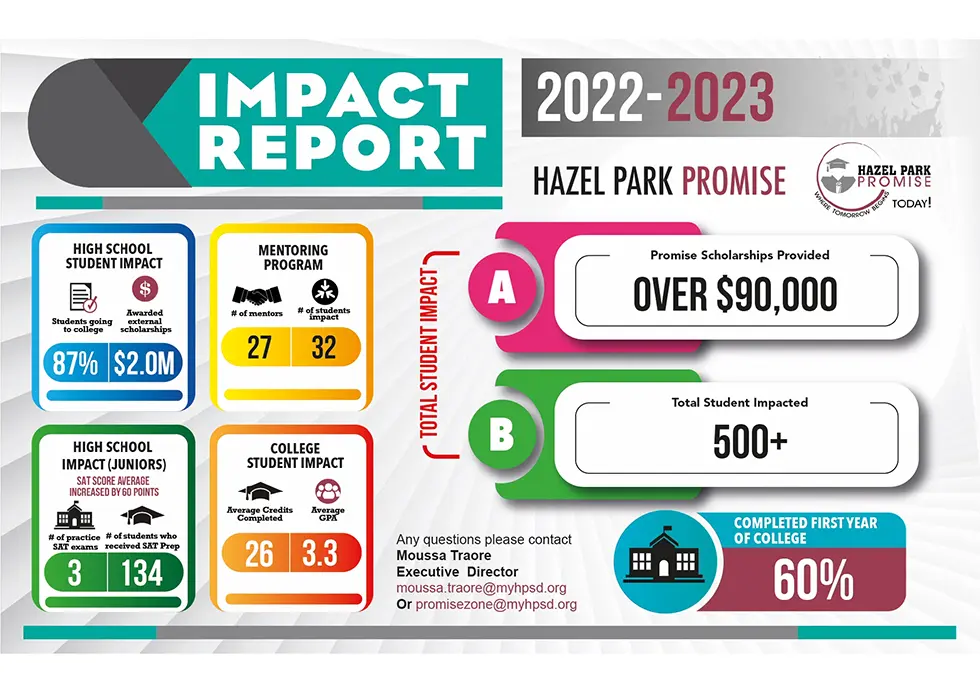 IMPACT
REPORT
2022-2023
HAZEL PARK PROMISE
HAZEL PARK
PROMISE
WHERE TOMORROW BEGINS
TODAY!
HIGH SCHOOL
STUDENT IMPACT
Students going
to college
$
Awarded
external
scholarships
87%
$2.0M
MENTORING
PROGRAM
# of mentors
# of students
impact
27
32
HIGH SCHOOL
IMPACT (JUNIORS)
SAT SCORE AVERAGE
INCREASED BY 60 POINTS
# of practice
SAT exams
# of students who
received SAT Prep
3
134
COLLEGE
STUDENT IMPACT
Average Credits
Completed
Average
GPA
26
3.3
TOTAL STUDENT IMPACT
A
Promise Scholarships Provided
OVER $90,000
B
Total Student Impacted
500+
Any questions please contact
Moussa Traore
Executive Director
moussa.traore@myhpsd.org
Or promisezone@myhpsd.org
COMPLETED FIRST YEAR
OF COLLEGE
60%